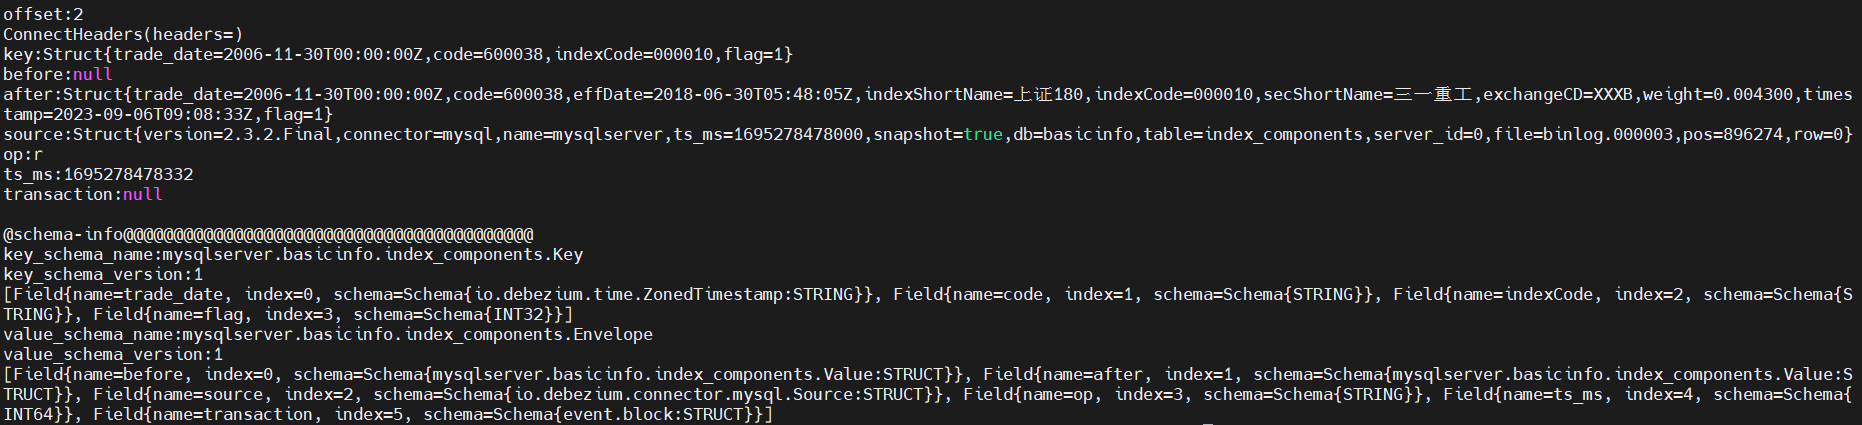 offset:2
ConnectHeaders(headers=)
key:Struct{trade_date=2006-11-30T00:00:00Z,code=600038,indexCode=000010,flag=1}
before:null
after:Struct{trade_date=2006-11-30T00:00:00Z,code=600038,effDate=2018-06-30T05:48:05Z,indexShortName=上证180,indexCode=000010,secShortName=三一重工,exchangeCD=XXXB,weight=0.004300,times
tamp=2023-09-06T09:08:33Z,flag=1}
source:Struct{version=2.3.2.Final,connector=mysql,name=mysqlserver,ts_ms=1695278478000,snapshot=true,db=basicinfo,table=index_components,server_id=0,file=binlog.000003,pos=896274,row=0}
op:r
ts_ms:1695278478332
transaction:null
@schema-info@@@@@@@@@@@@@@@@@@@@@@@@@@@@@@@@@@@@@@@@@
key_schema_name:mysqlserver.basicinfo.index_components.Key
key_schema_version:1
[Field{name=trade_date, index=0, schema=Schema{io.debezium.time.ZonedTimestamp:STRING}}, Field{name=code, index=1, schema=Schema{STRING}}, Field{name=indexCode, index=2, schema=Schema{S
TRING}}, Field{name=flag, index=3, schema=Schema{INT32}}]
value_schema_name:mysqlserver.basicinfo.index_components.Envelope
value_schema_version:1
[Field{name=before, index=0, schema=Schema{mysqlserver.basicinfo.index_components.Value:STRUCT}}, Field{name=after, index=1, schema=Schema{mysqlserver.basicinfo.index_components.Value:S
TRUCT}}, Field{name=source, index=2, schema=Schema{io.debezium.connector.mysql.Source:STRUCT}}, Field{name=op, index=3, schema=Schema{STRING}}, Field{name=ts_ms, index=4, schema=Schema{
INT64}}, Field{name=transaction, index=5, schema=Schema{event.block:STRUCT}}]